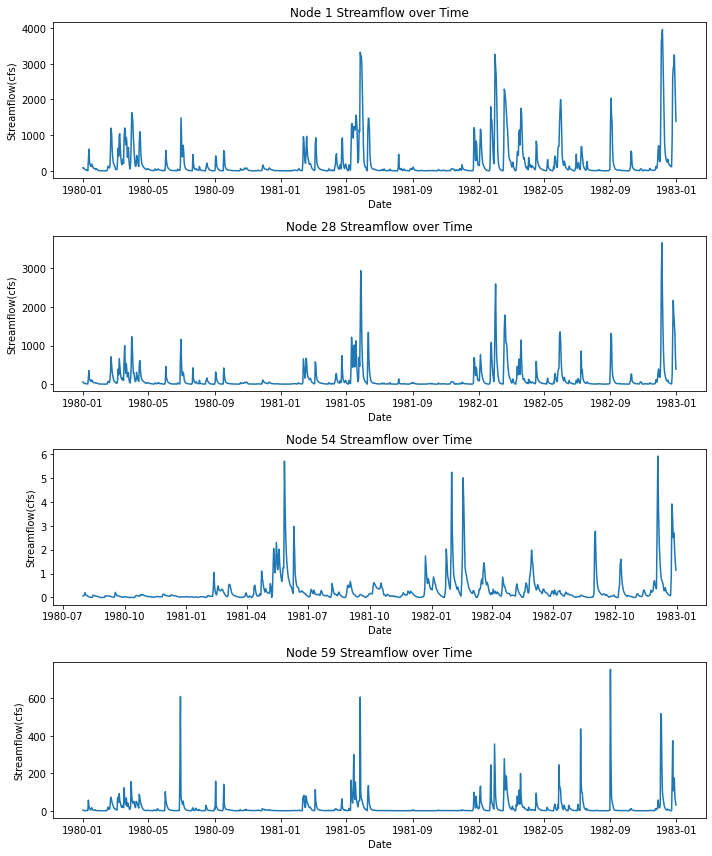 Node 1 Streamflow over Time
4000
3000
2000
1000
0
Streamflow(cfs)
1980-01 1980-05 1980-09 1981-01 1981-05 1981-09 1982-01 1982-05 1982-09 1983-01
Date
Node 28 Streamflow over Time
3000
2000
1000
0
Streamflow(cfs)
1980-01 1980-05 1980-09 1981-01 1981-05 1981-09 1982-01 1982-05 1982-09 1983-01
Date
Node 54 Streamflow over Time
6
5
4
3
2
1
0
Streamflow(cfs)
1980-07 1980-10 1981-01 1981-04 1981-07 1981-10 1982-01 1982-04 1982-07 1982-10 1983-01
Date
Node 59 Streamflow over Time
600
400
200
0
Streamflow(cfs)
1980-01 1980-05 1980-09 1981-01 1981-05 1981-09 1982-01 1982-05 1982-09 1983-01
Date